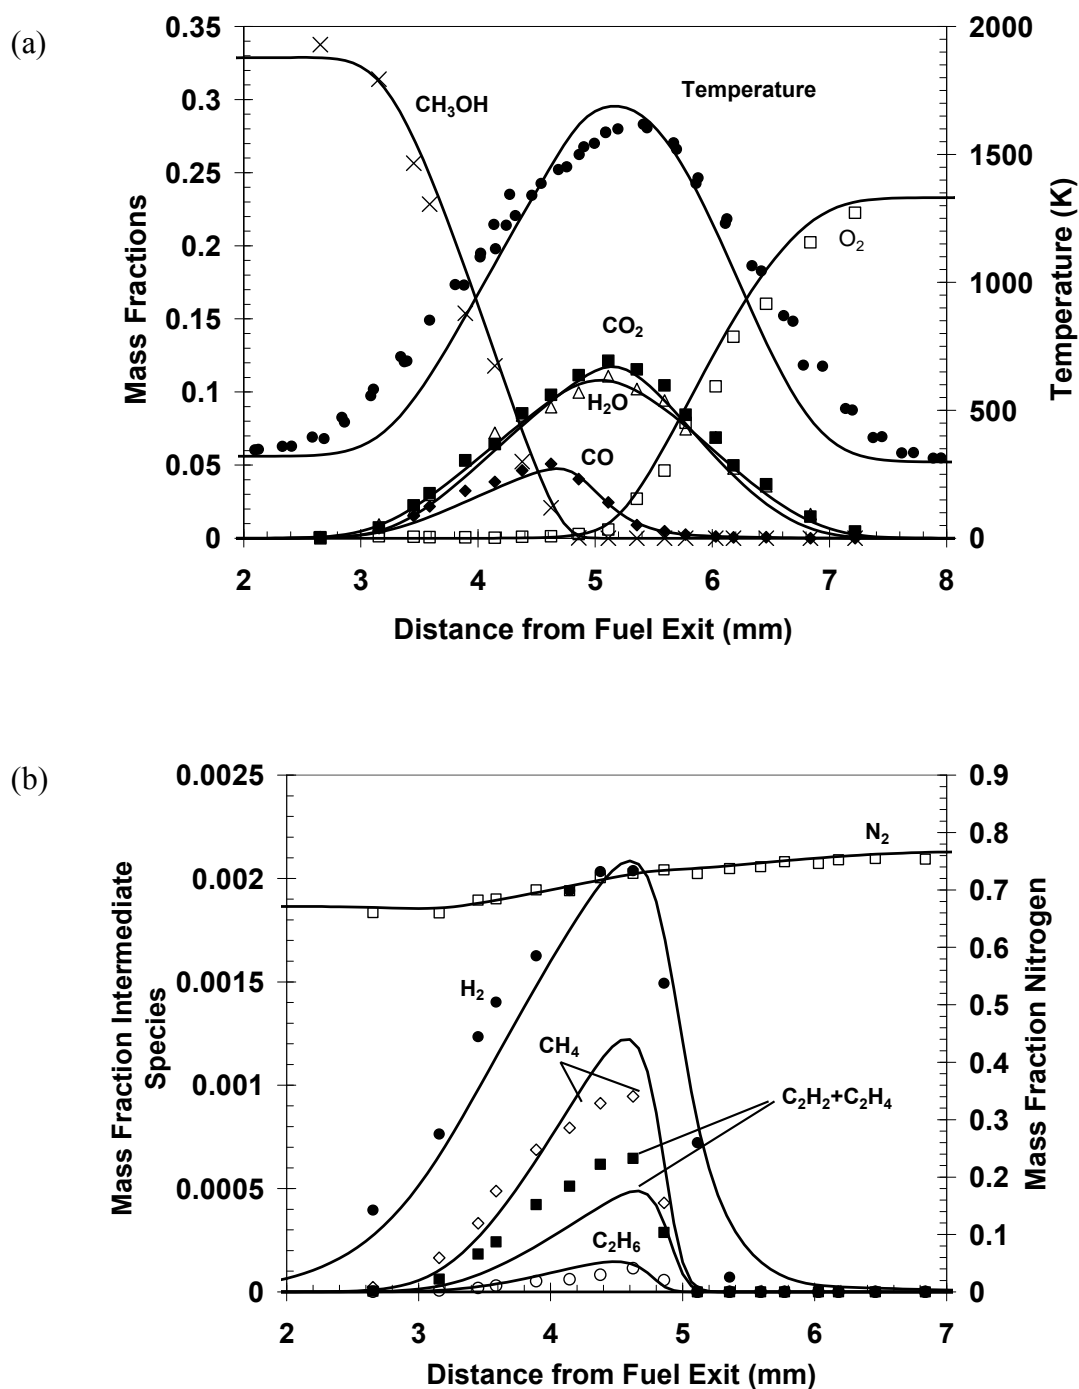 (a)
0.35
0.3
0.25
0.2
0.15
0.1
0.05
0
Mass Fractions
2000
1500
1000
500
0
Temperature (K)
CH3OH
Temperature
O2
CO2
H2O
CO
2 3 4 5 6 7 8
Distance from Fuel Exit (mm)
(b)
0.0025
0.002
0.0015
0.001
0.0005
0
Mass Fraction Intermediate
Species
0.9
0.8
0.7
0.6
0.5
0.4
0.3
0.2
0.1
0
Mass Fraction Nitrogen
N2
H2
CH4
C2H2+C2H4
C2H6
2 3 4 5 6 7
Distance from Fuel Exit (mm)